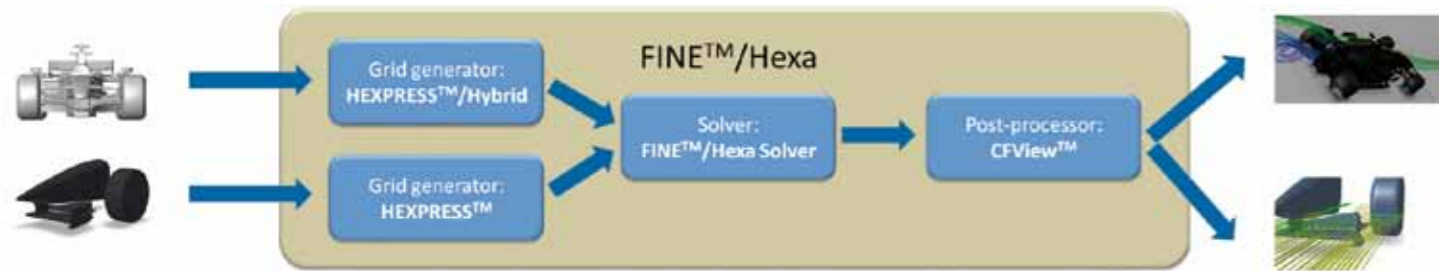 FINE™/Hexa
Grid generator:
HEXPRESS™/Hybrid
Grid generator:
HEXPRESS™
Solver:
FINE™/Hexa Solver
Post-processor:
CFView™